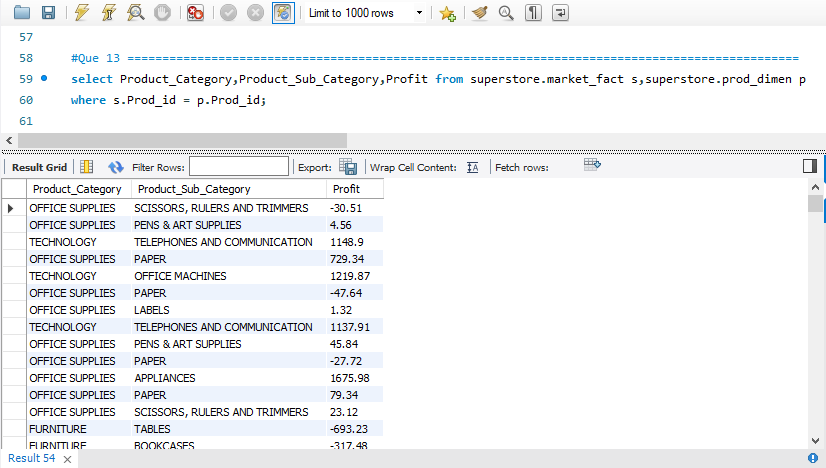 Limit to 1000 rows
57
58 #Que 13 ================================================================================================
59 select Product_Category,Product_Sub_Category,Profit from superstore.market_fact s,superstore.prod_dimen p
60 where s.Prod_id = p.Prod_id;
61
Result Grid Filter Rows: Export: Wrap Cell Content: Fetch rows:
Product_Category Product_Sub_Category Profit
OFFICE SUPPLIES SCISSORS, RULERS AND TRIMMERS -30.51
OFFICE SUPPLIES PENS & ART SUPPLIES 4.56
TECHNOLOGY TELEPHONES AND COMMUNICATION 1148.9
OFFICE SUPPLIES PAPER 729.34
TECHNOLOGY OFFICE MACHINES 1219.87
OFFICE SUPPLIES PAPER -47.64
OFFICE SUPPLIES LABELS 1.32
TECHNOLOGY TELEPHONES AND COMMUNICATION 1137.91
OFFICE SUPPLIES PENS & ART SUPPLIES 45.84
OFFICE SUPPLIES PAPER -27.72
OFFICE SUPPLIES APPLIANCES 1675.98
OFFICE SUPPLIES PAPER 79.34
OFFICE SUPPLIES SCISSORS, RULERS AND TRIMMERS 23.12
FURNITURE TABLES -693.23
FURNITURE BOOKCASES -317.48
Result 54